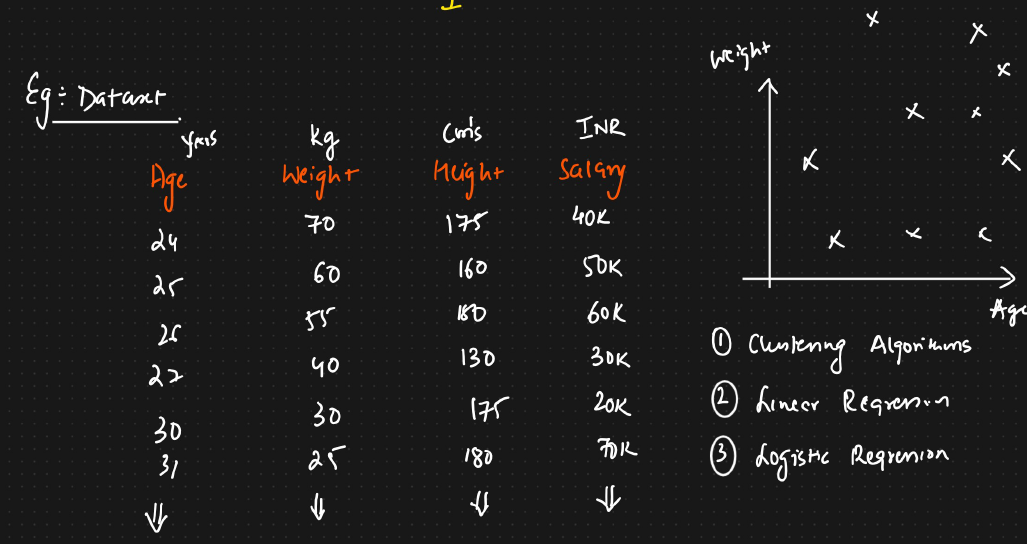 Eg ÷ Dataset
years kg Cms INR
Age Weight Height Salary
24 70 175 40K
25 60 160 50K
26 55 180 60K
27 40 130 30K
30 30 175 20K
31 25 180 70K
Weight
Age
① Clustering Algorithms
② Linear Regression
③ Logistic Regression